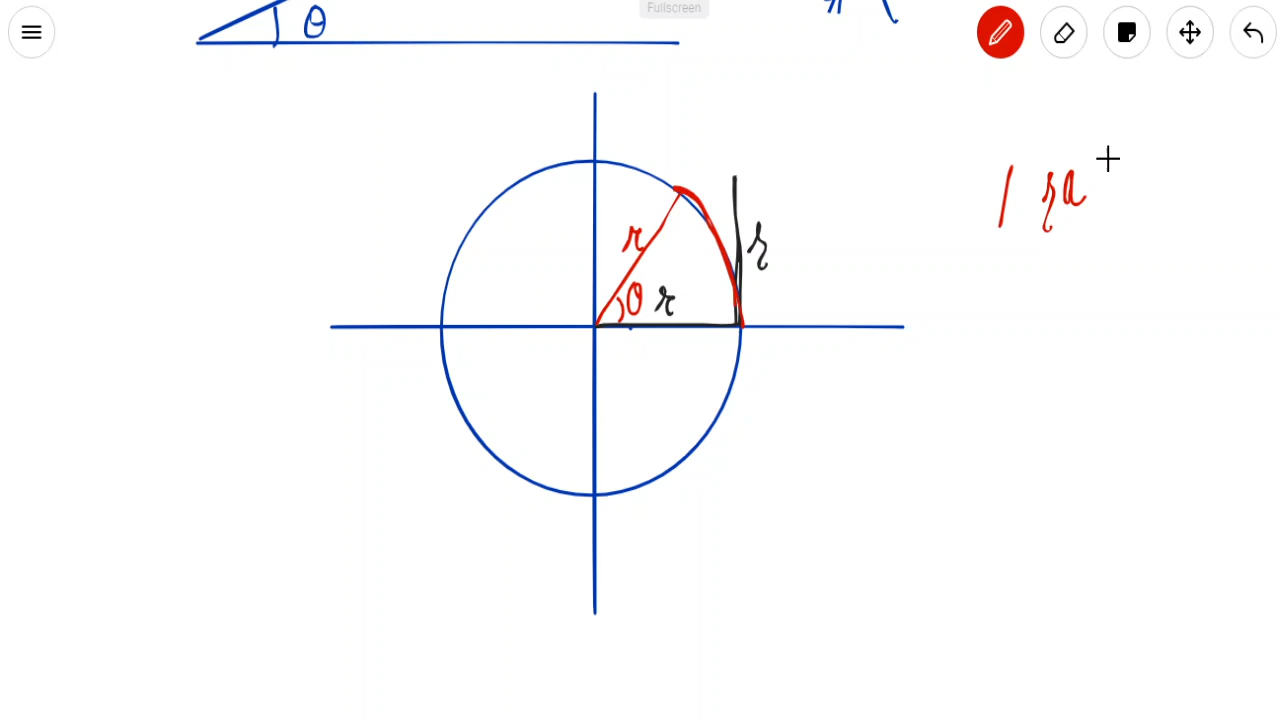 Fullscreen
θ
r
r
θ r
1 ra